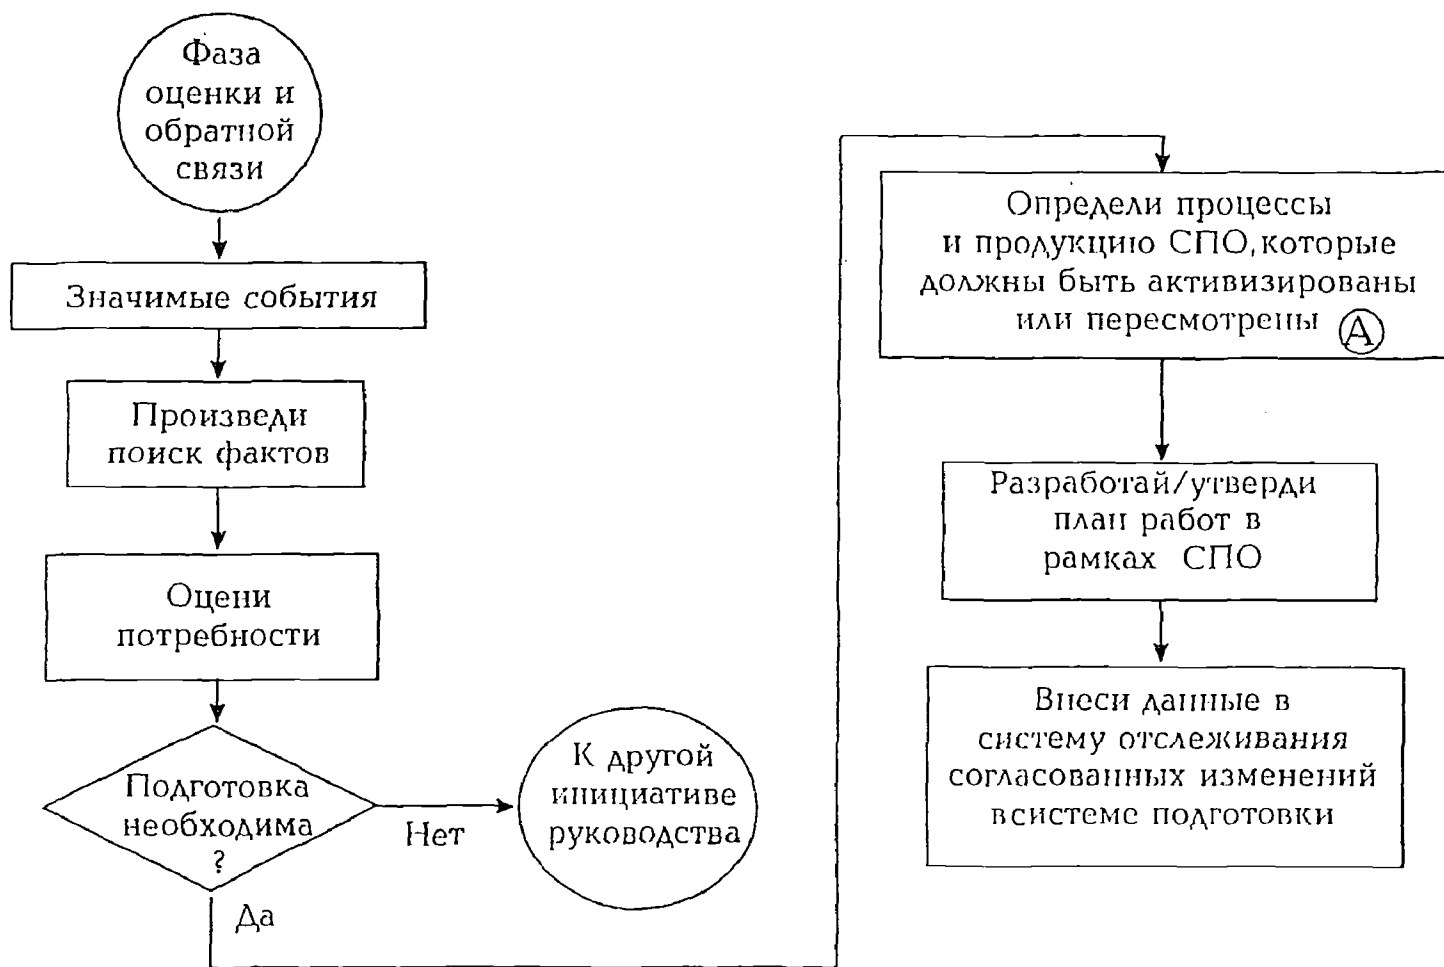 Фаза
оценки и
обратной
связи
Значимые события
Произведи
поиск фактов
Оцени
потребности
Подготовка
необходима
?
Нет
К другой
инициативе
руководства
Да
Определи процессы
и продукцию СПО, которые
должны быть активизированы
или пересмотрены
А
Разработай/утверди
план работ в
рамках СПО
Внеси данные в
систему отслеживания
согласованных изменений
в системе подготовки